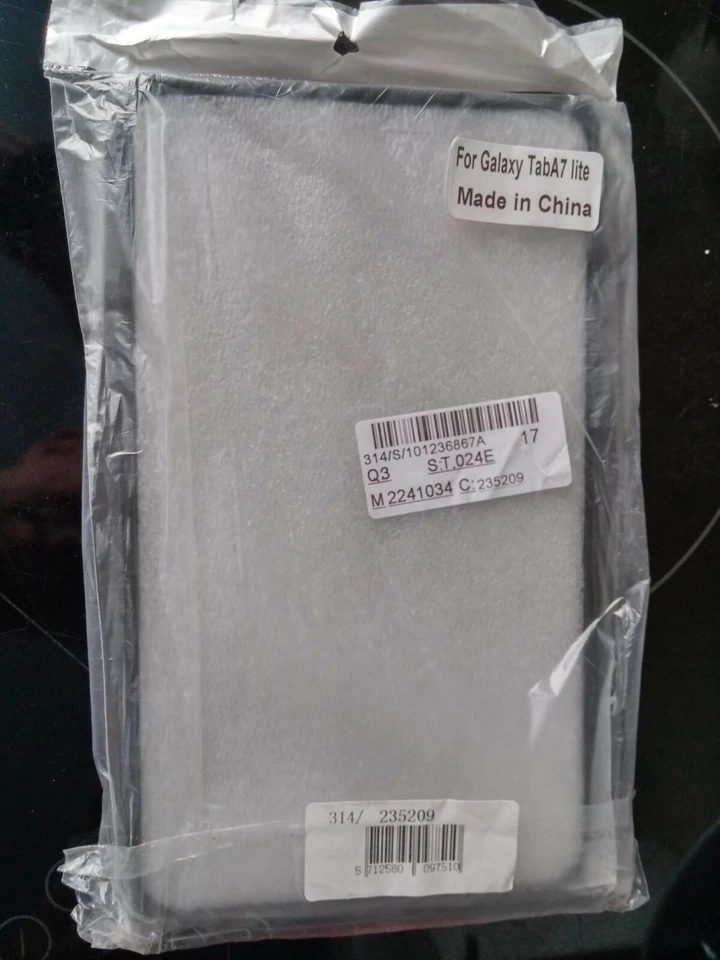 For Galaxy TabA7 lite
Made in China
314/S/101236867A 17
Q3 S:T.024E
M 2241034 C: 235209
314/ 235209
5 712580 097510